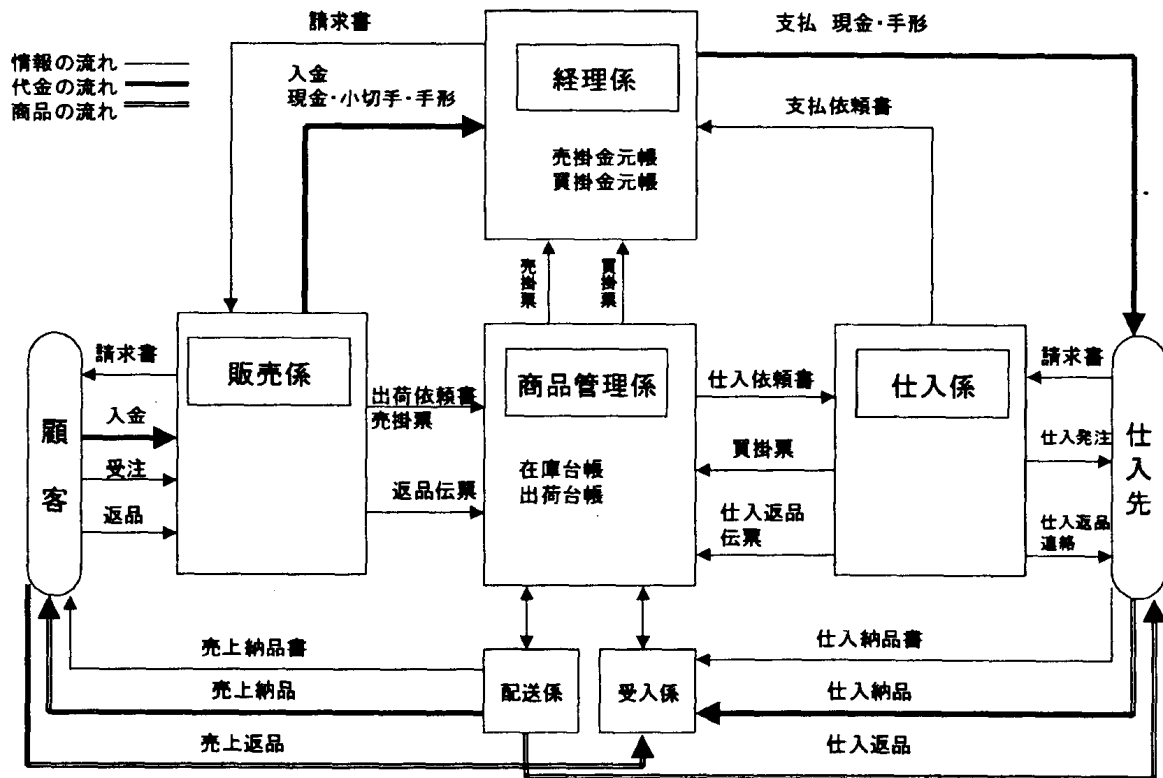 請求書
支払 現金・手形
情報の流れ
代金の流れ
商品の流れ
入金
現金・小切手・手形
経理係
支払依頼書
売掛金元帳
買掛金元帳
売掛票
買掛票
請求書
販売係
出荷依頼書
売掛票
商品管理係
仕入依頼書
仕入係
請求書
顧客
入金
受注
返品
返品伝票
在庫台帳
出荷台帳
買掛票
仕入返品
伝票
仕入発注
仕入返品
連絡
仕入先
売上納品書
売上納品
売上返品
配送係
受入係
仕入納品書
仕入納品
仕入返品